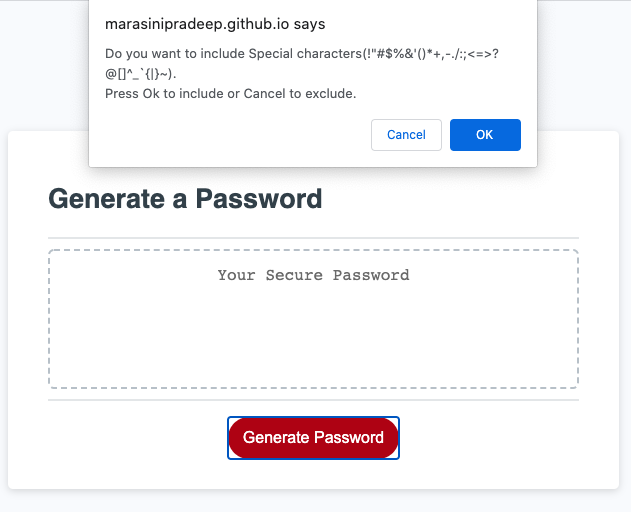 marasinipradeep.github.io says
Do you want to include Special characters(!"#$%&'()*+,-./:;<=>?
@[]^_`{|}~).
Press Ok to include or Cancel to exclude.
Cancel
OK
Generate a Password
Your Secure Password
Generate Password